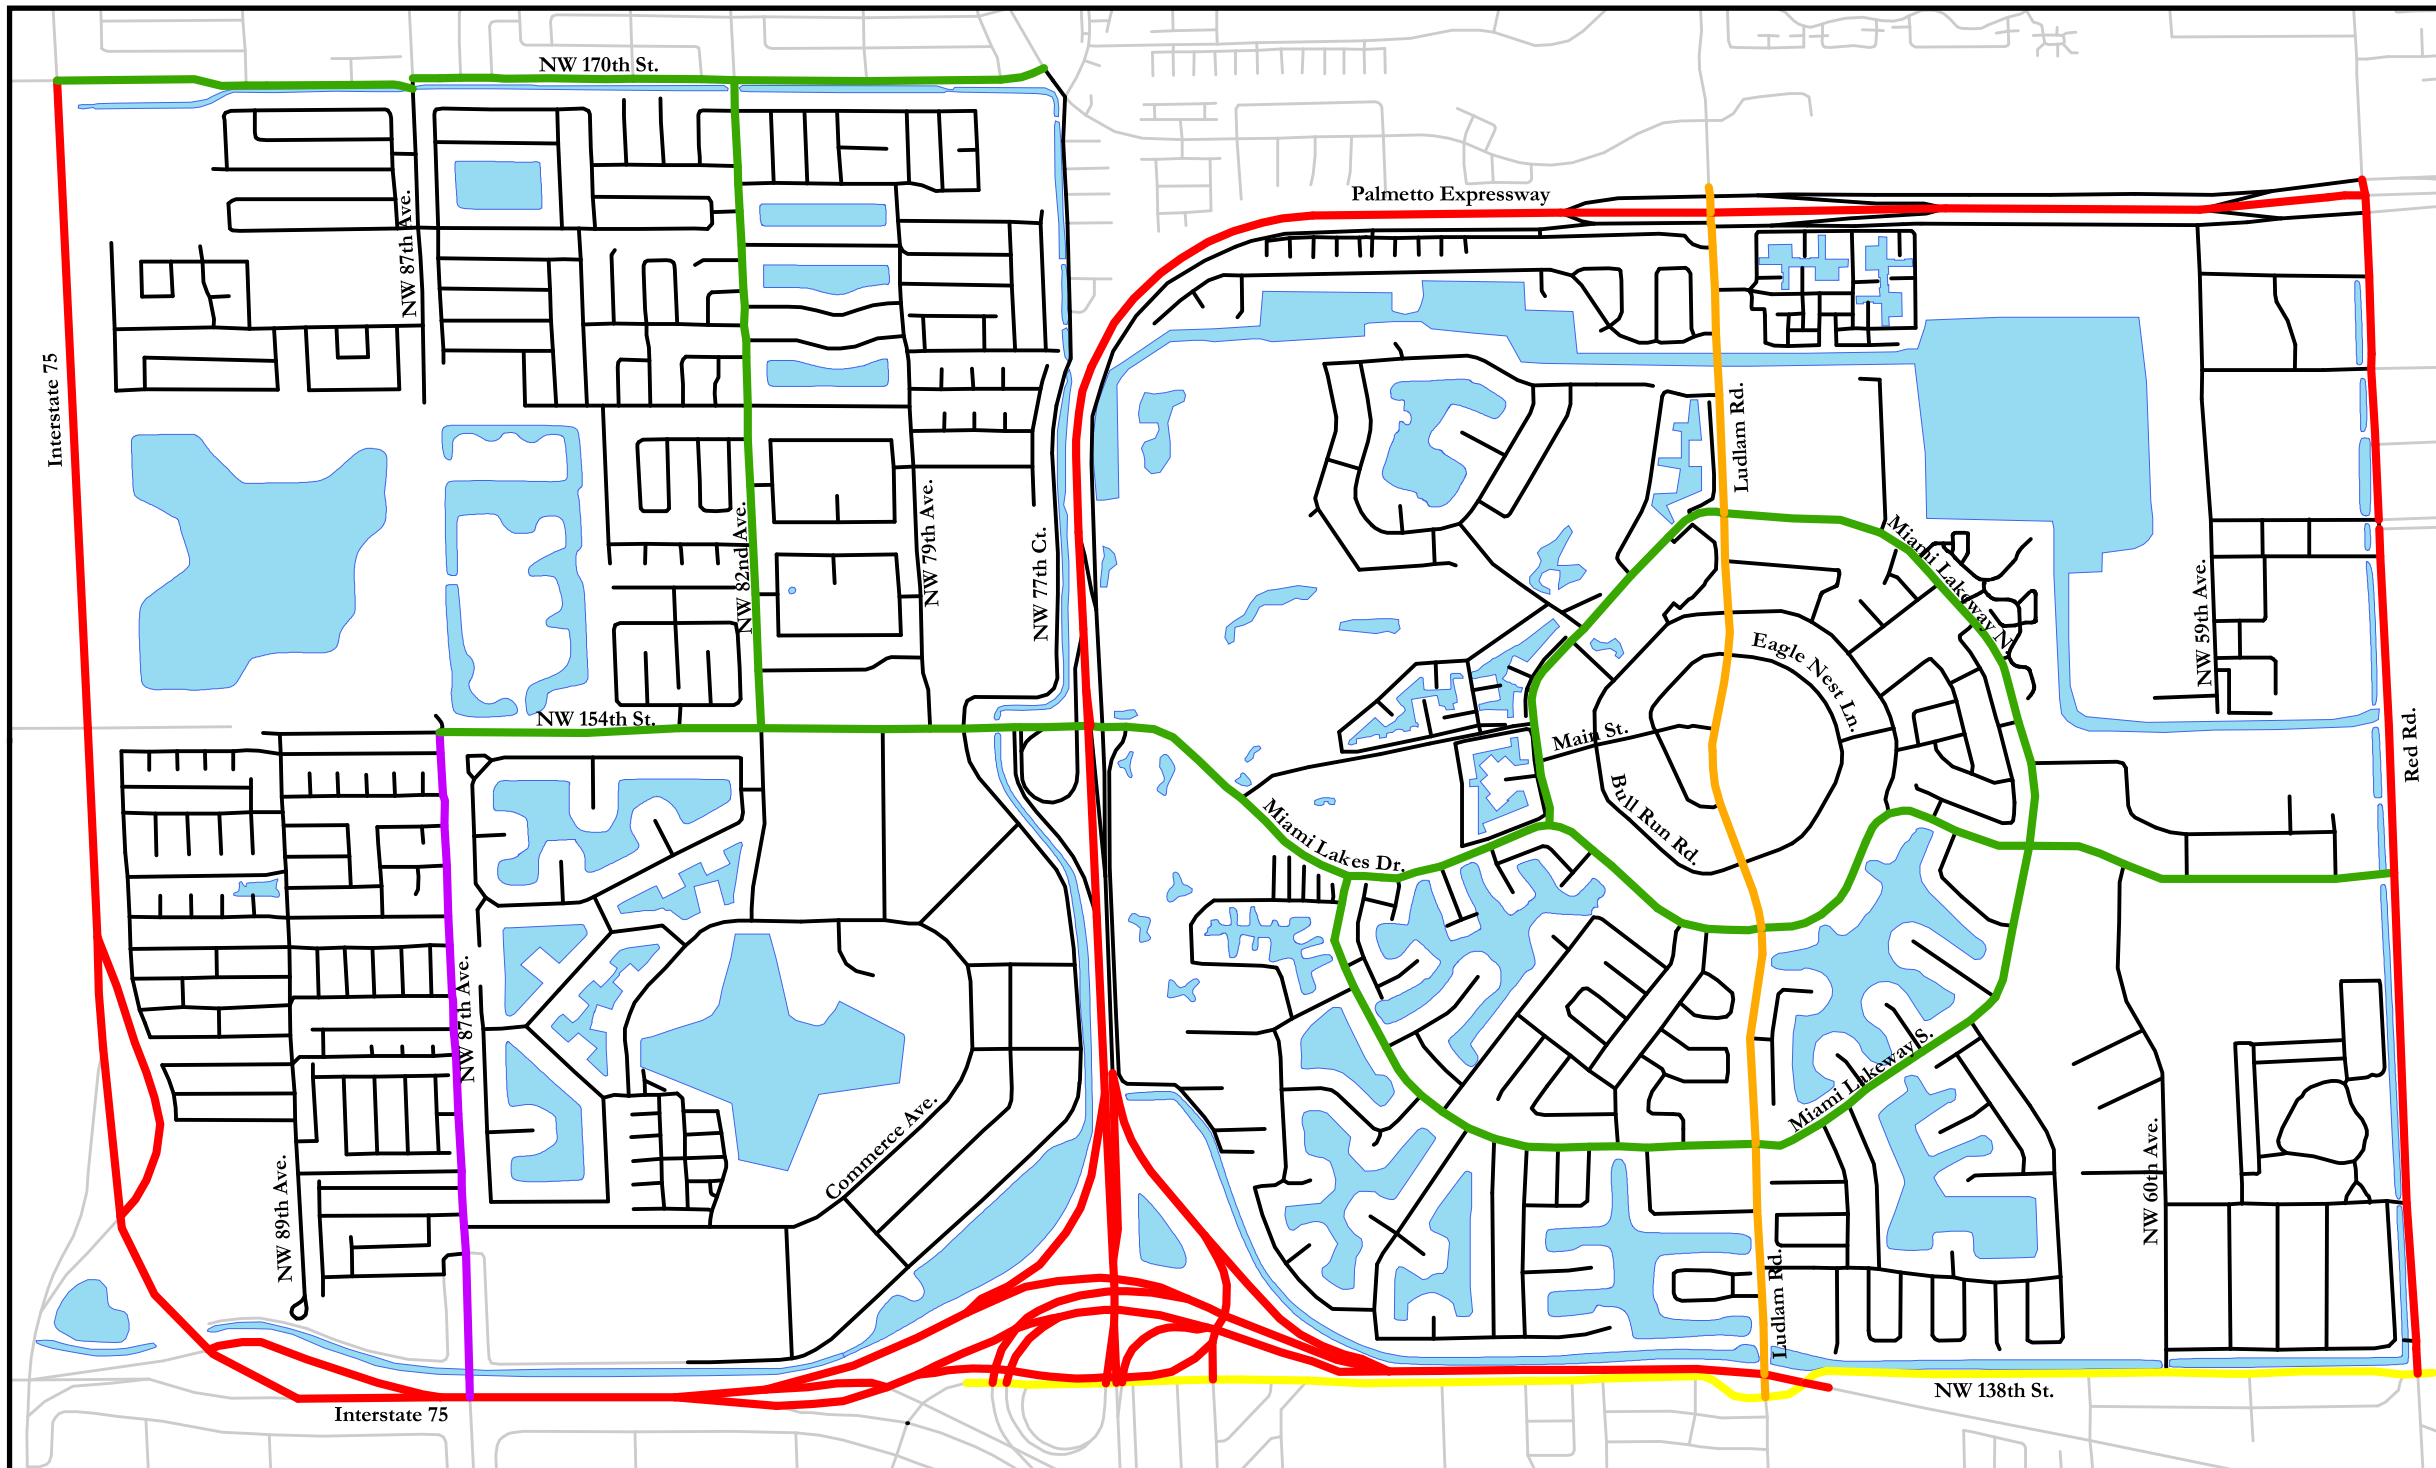 NW 170th St.
Palmetto Expressway
NW 87th Ave.
Interstate 75
Ludlam Rd.
NW 82nd Ave.
NW 79th Ave.
NW 77th Ct.
Miami Lakeway N.
NW 59th Ave.
Eagle Nest Ln.
NW 154th St.
Main St.
Red Rd.
Bull Run Rd.
Miami Lakes Dr.
NW 87th Ave.
Miami Lakeway S.
Commerce Ave.
NW 89th Ave.
NW 60th Ave.
Ludlam Rd.
NW 138th St.
Interstate 75